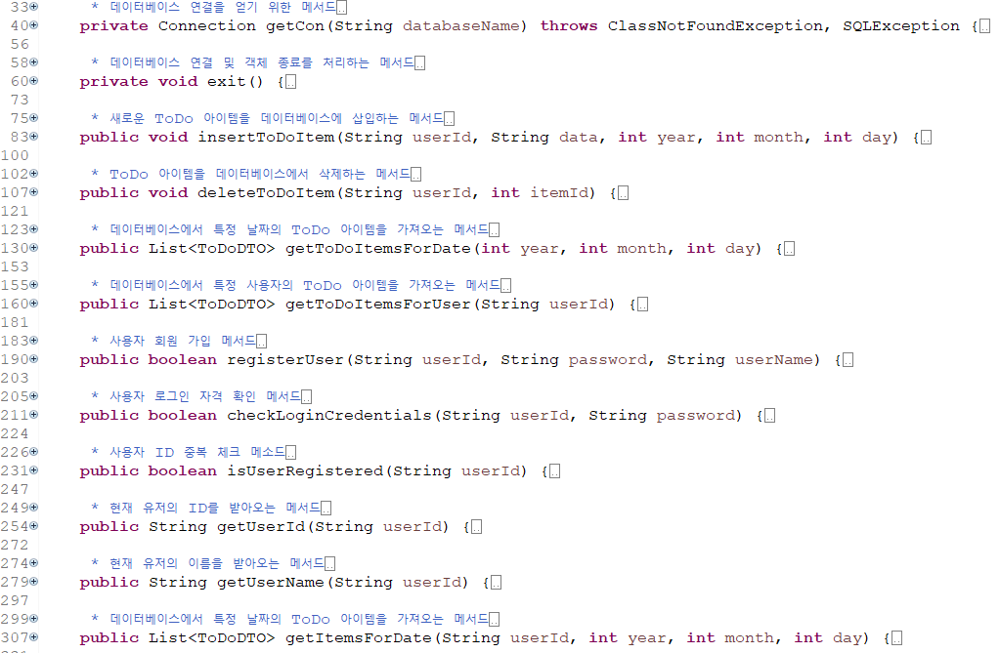 33 * 데이터베이스 연결을 얻기 위한 메서드..
40 private Connection getCon(String databaseName) throws ClassNotFoundException, SQLException {..
56
58 * 데이터베이스 연결 및 객체 종료를 처리하는 메서드..
60 private void exit() {..
73
75 * 새로운 ToDo 아이템을 데이터베이스에 삽입하는 메서드..
83 public void insertToDoItem(String userId, String data, int year, int month, int day) {..
100
102 * ToDo 아이템을 데이터베이스에서 삭제하는 메서드..
107 public void deleteToDoItem(String userId, int itemId) {..
121
123 * 데이터베이스에서 특정 날짜의 ToDo 아이템을 가져오는 메서드..
130 public List<ToDoDTO> getToDoItemsForDate(int year, int month, int day) {..
153
155 * 데이터베이스에서 특정 사용자의 ToDo 아이템을 가져오는 메서드..
160 public List<ToDoDTO> getToDoItemsForUser(String userId) {..
181
183 * 사용자 회원 가입 메서드..
190 public boolean registerUser(String userId, String password, String userName) {..
203
205 * 사용자 로그인 자격 확인 메서드..
211 public boolean checkLoginCredentials(String userId, String password) {..
224
226 * 사용자 ID 중복 체크 메소드..
231 public boolean isUserRegistered(String userId) {..
247
249 * 현재 유저의 ID를 받아오는 메서드..
254 public String getUserId(String userId) {..
272
274 * 현재 유저의 이름을 받아오는 메서드..
279 public String getUserName(String userId) {..
297
299 * 데이터베이스에서 특정 날짜의 ToDo 아이템을 가져오는 메서드..
307 public List<ToDoDTO> getItemsForDate(String userId, int year, int month, int day) {..